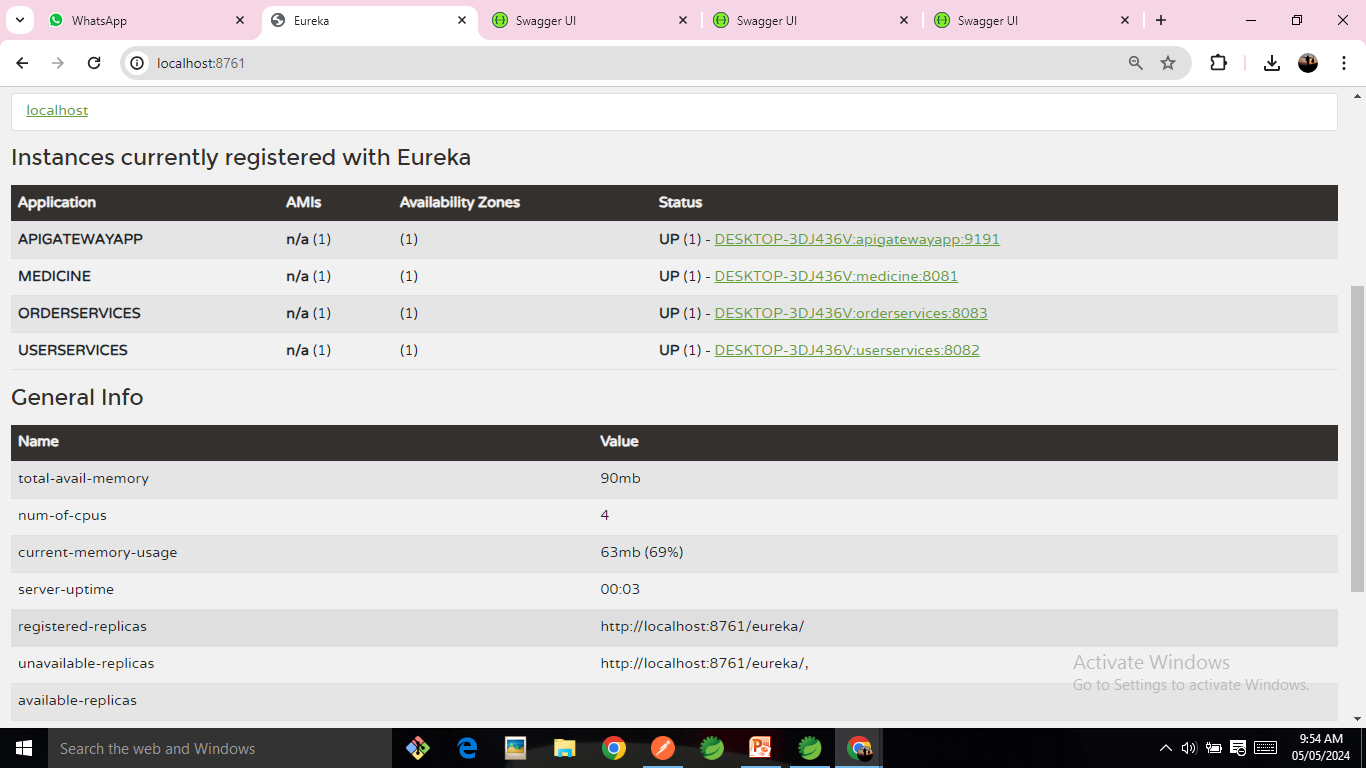 WhatsApp Eureka Swagger UI Swagger UI Swagger UI
localhost:8761
localhost
Instances currently registered with Eureka
Application AMIs Availability Zones Status
APIGATEWAYAPP n/a (1) (1) UP (1) - DESKTOP-3DJ436V:apigatewayapp:9191
MEDICINE n/a (1) (1) UP (1) - DESKTOP-3DJ436V:medicine:8081
ORDERSERVICES n/a (1) (1) UP (1) - DESKTOP-3DJ436V:orderservices:8083
USERSERVICES n/a (1) (1) UP (1) - DESKTOP-3DJ436V:userservices:8082
General Info
Name Value
total-avail-memory 90mb
num-of-cpus 4
current-memory-usage 63mb (69%)
server-uptime 00:03
registered-replicas http://localhost:8761/eureka/
unavailable-replicas http://localhost:8761/eureka/,
available-replicas
Activate Windows
Go to Settings to activate Windows.
Search the web and Windows
9:54 AM
05/05/2024